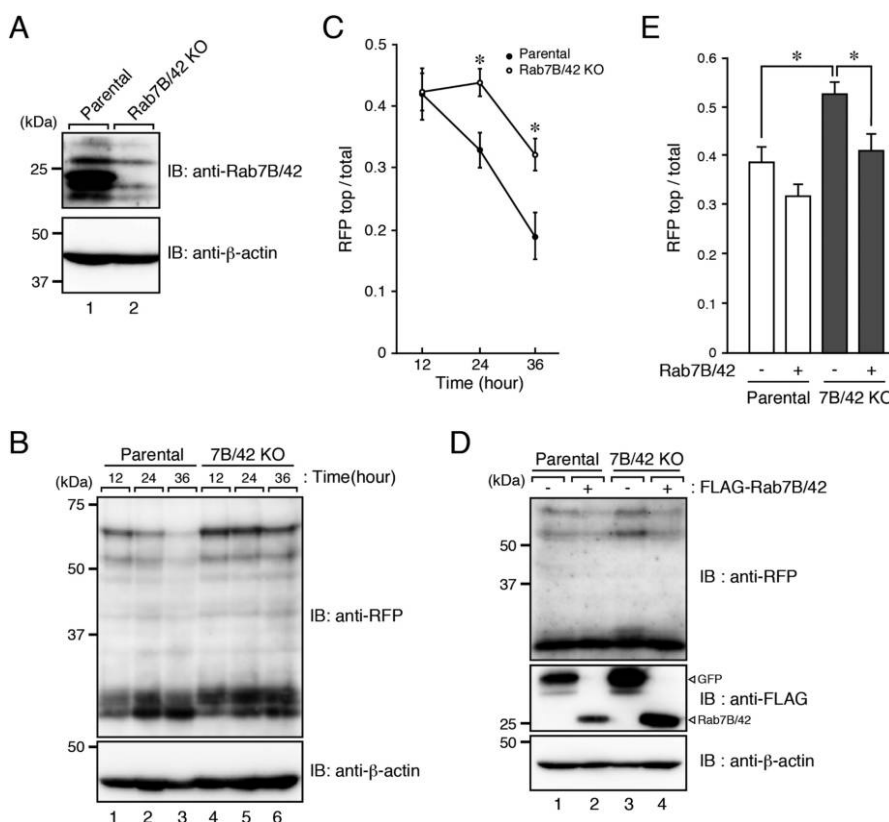 A
Parental
Rab7B/42 KO
(kDa)
25
IB: anti-Rab7B/42
50
IB: anti-β-actin
37
1 2
C
0.5
0.4
0.3
0.2
0.1
0
RFP top / total
Parental
Rab7B/42 KO
*
*
12 24 36
Time (hour)
E
0.6
0.5
0.4
0.3
0.2
0.1
0
RFP top / total
* *
Rab7B/42 - + - +
Parental 7B/42 KO
B
Parental 7B/42 KO
(kDa) 12 24 36 12 24 36 : Time(hour)
75
50
37
IB: anti-RFP
50
IB: anti-β-actin
1 2 3 4 5 6
D
Parental 7B/42 KO
(kDa) - + - + : FLAG-Rab7B/42
50
37
IB : anti-RFP
GFP
IB : anti-FLAG
25
Rab7B/42
50
IB : anti-β-actin
1 2 3 4